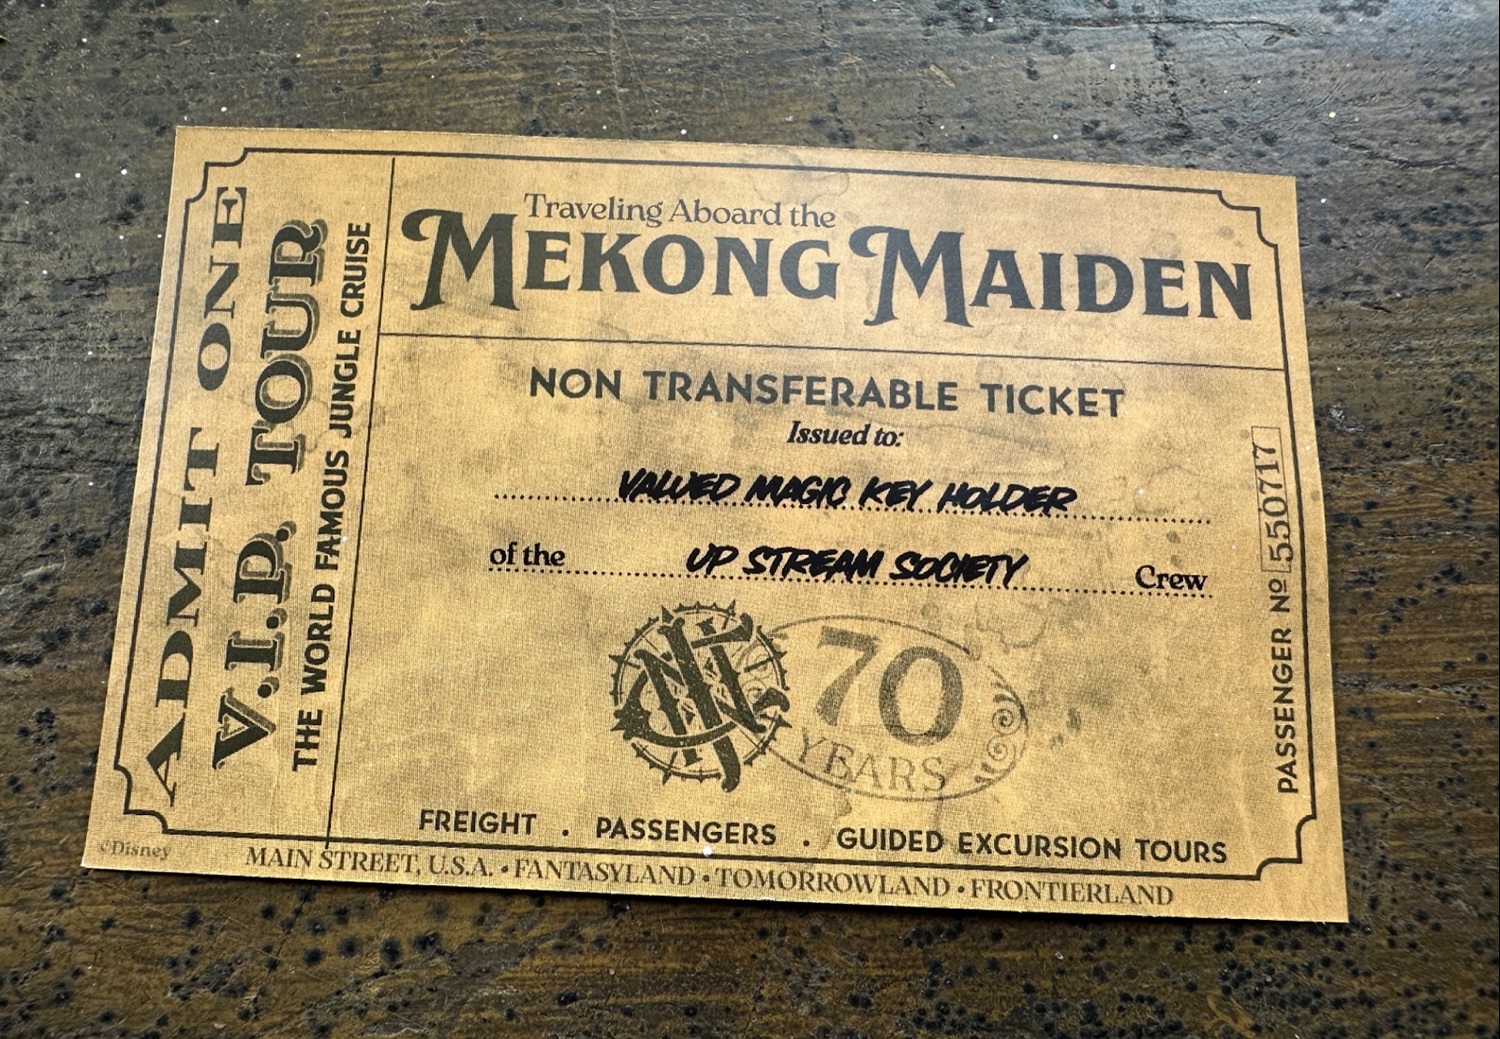 ADMIT ONE
V.I.P. TOUR
THE WORLD FAMOUS JUNGLE CRUISE
Traveling Aboard the
MEKONG MAIDEN
NON TRANSFERABLE TICKET
Issued to:
VALUED MAGIC KEY HOLDER
of the UP STREAM SOCIETY Crew
70
YEARS
FREIGHT . PASSENGERS . GUIDED EXCURSION TOURS
PASSENGER Nº 550717
©Disney
MAIN STREET, U.S.A. • FANTASYLAND • TOMORROWLAND • FRONTIERLAND